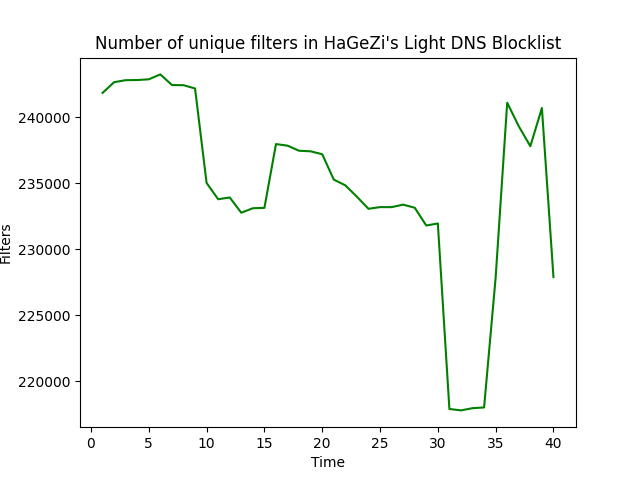 Number of unique filters in HaGeZi's Light DNS Blocklist
240000
235000
230000
225000
220000
Filters
0 5 10 15 20 25 30 35 40
Time